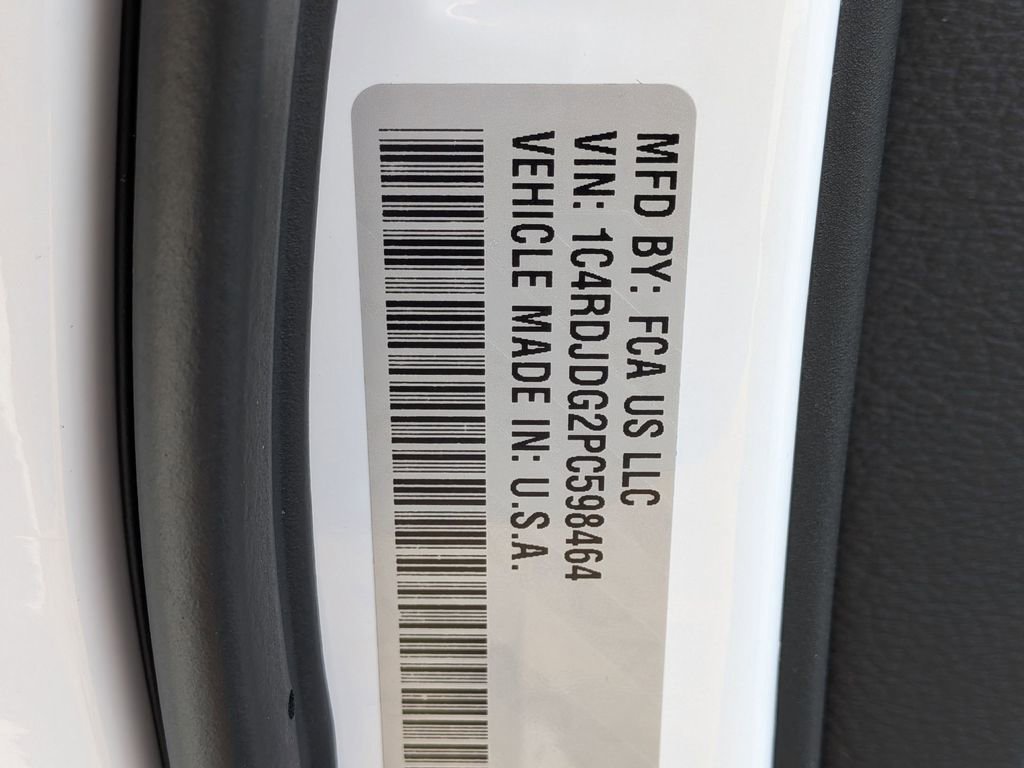 MFD BY: FCA US LLC
VIN: 1C4RDJDG2PC598464
VEHICLE MADE IN: U.S.A.